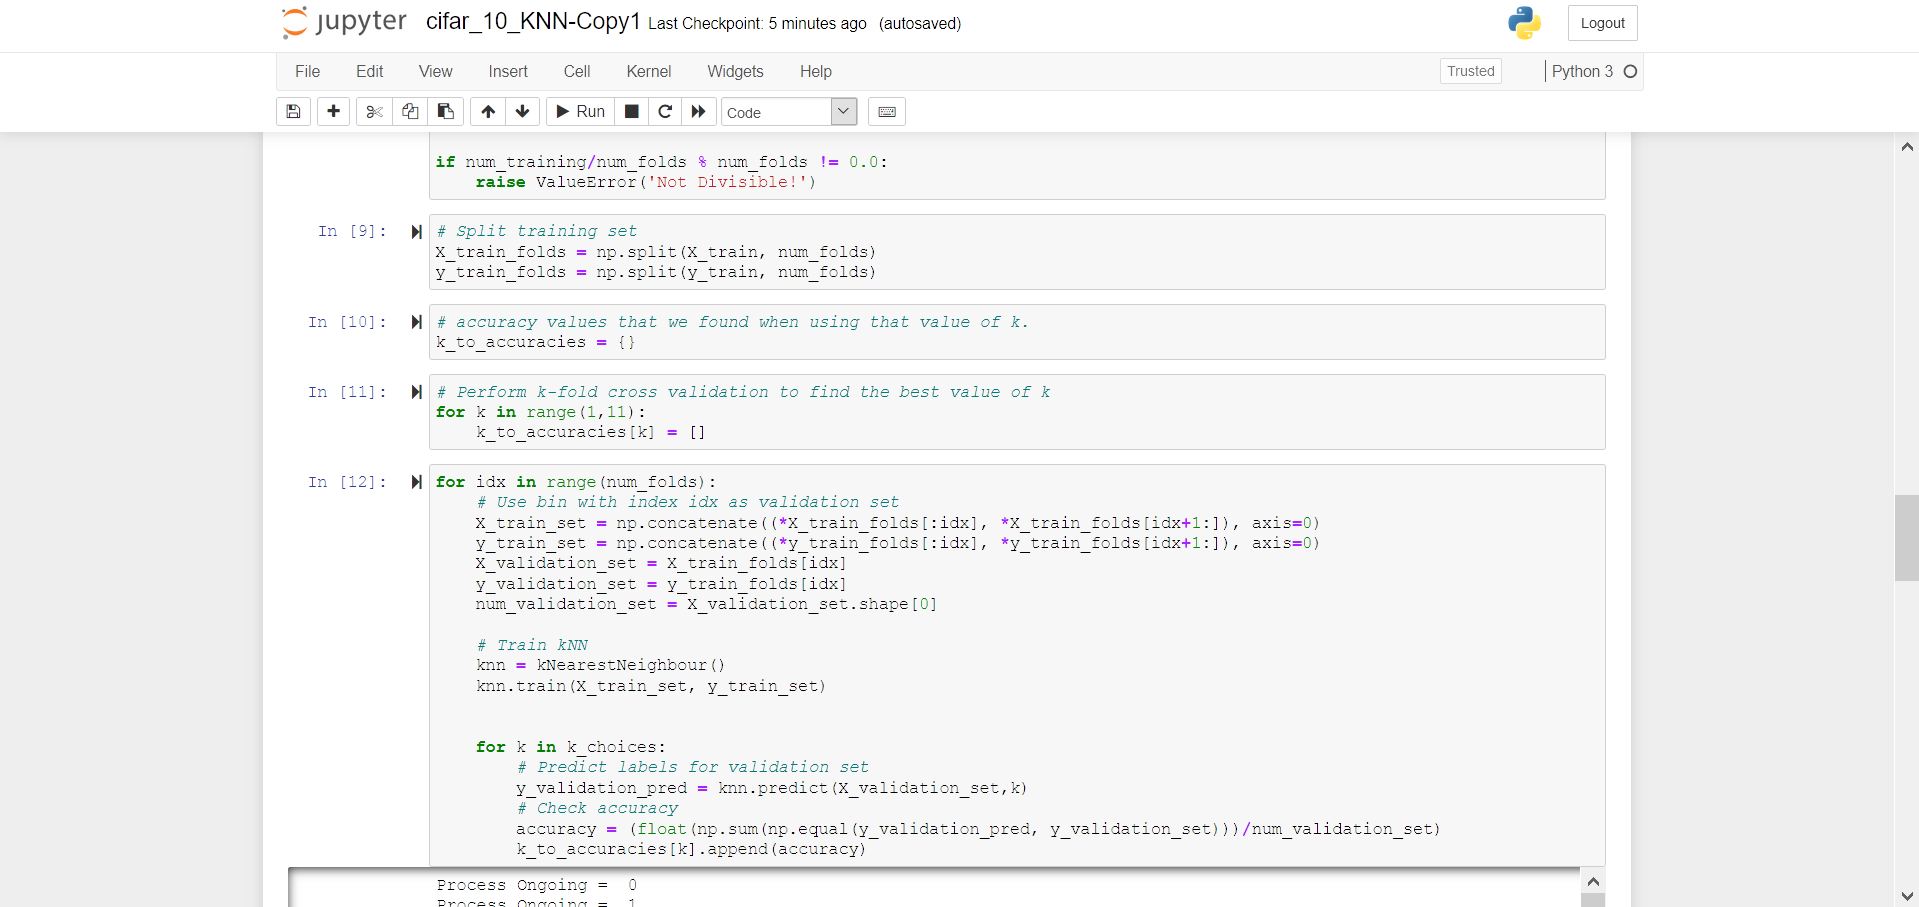 jupyter cifar_10_KNN-Copy1 Last Checkpoint: 5 minutes ago (autosaved) Logout
File Edit View Insert Cell Kernel Widgets Help Trusted Python 3
Run Code
if num_training/num_folds % num_folds != 0.0:
    raise ValueError('Not Divisible!')
In [9]: # Split training set
X_train_folds = np.split(X_train, num_folds)
y_train_folds = np.split(y_train, num_folds)
In [10]: # accuracy values that we found when using that value of k.
k_to_accuracies = {}
In [11]: # Perform k-fold cross validation to find the best value of k
for k in range(1,11):
    k_to_accuracies[k] = []
In [12]: for idx in range(num_folds):
    # Use bin with index idx as validation set
    X_train_set = np.concatenate((*X_train_folds[:idx], *X_train_folds[idx+1:]), axis=0)
    y_train_set = np.concatenate((*y_train_folds[:idx], *y_train_folds[idx+1:]), axis=0)
    X_validation_set = X_train_folds[idx]
    y_validation_set = y_train_folds[idx]
    num_validation_set = X_validation_set.shape[0]
    # Train kNN
    knn = kNearestNeighbour()
    knn.train(X_train_set, y_train_set)
    for k in k_choices:
        # Predict labels for validation set
        y_validation_pred = knn.predict(X_validation_set,k)
        # Check accuracy
        accuracy = (float(np.sum(np.equal(y_validation_pred, y_validation_set)))/num_validation_set)
        k_to_accuracies[k].append(accuracy)
Process Ongoing =  0
Process Ongoing =  1